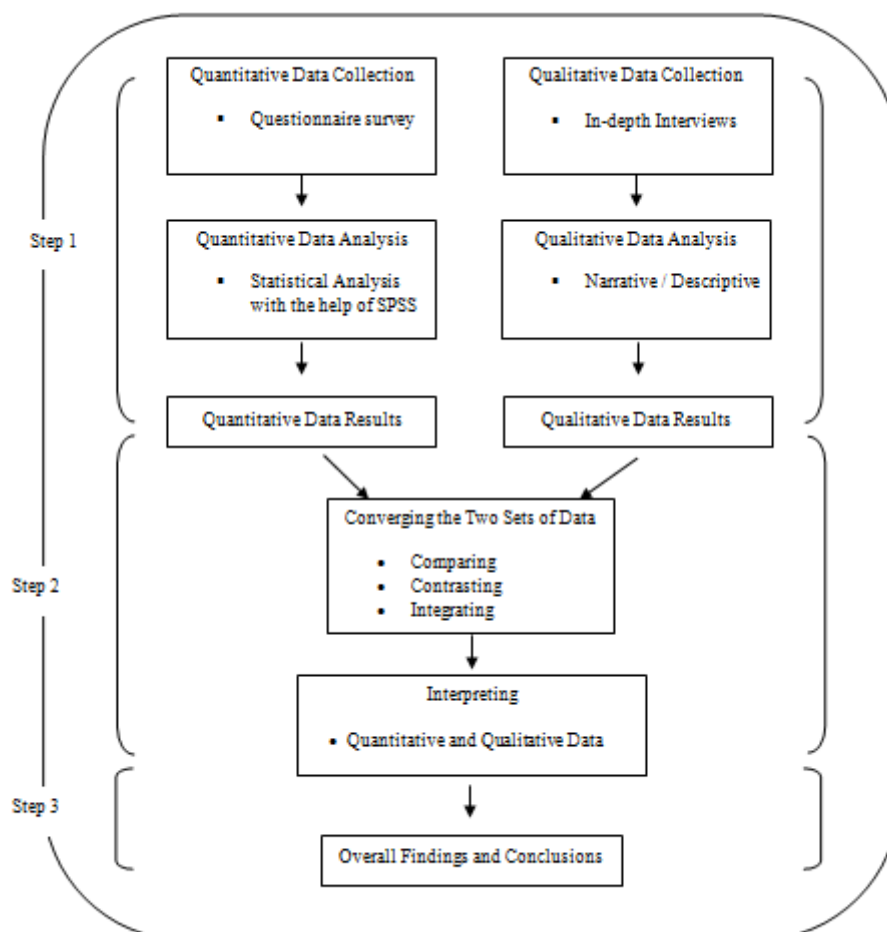 Quantitative Data Collection
▪ Questionnaire survey
Qualitative Data Collection
▪ In-depth Interviews
Step 1
Quantitative Data Analysis
▪ Statistical Analysis
with the help of SPSS
Qualitative Data Analysis
▪ Narrative / Descriptive
Quantitative Data Results
Qualitative Data Results
Step 2
Converging the Two Sets of Data
• Comparing
• Contrasting
• Integrating
Interpreting
• Quantitative and Qualitative Data
Step 3
Overall Findings and Conclusions